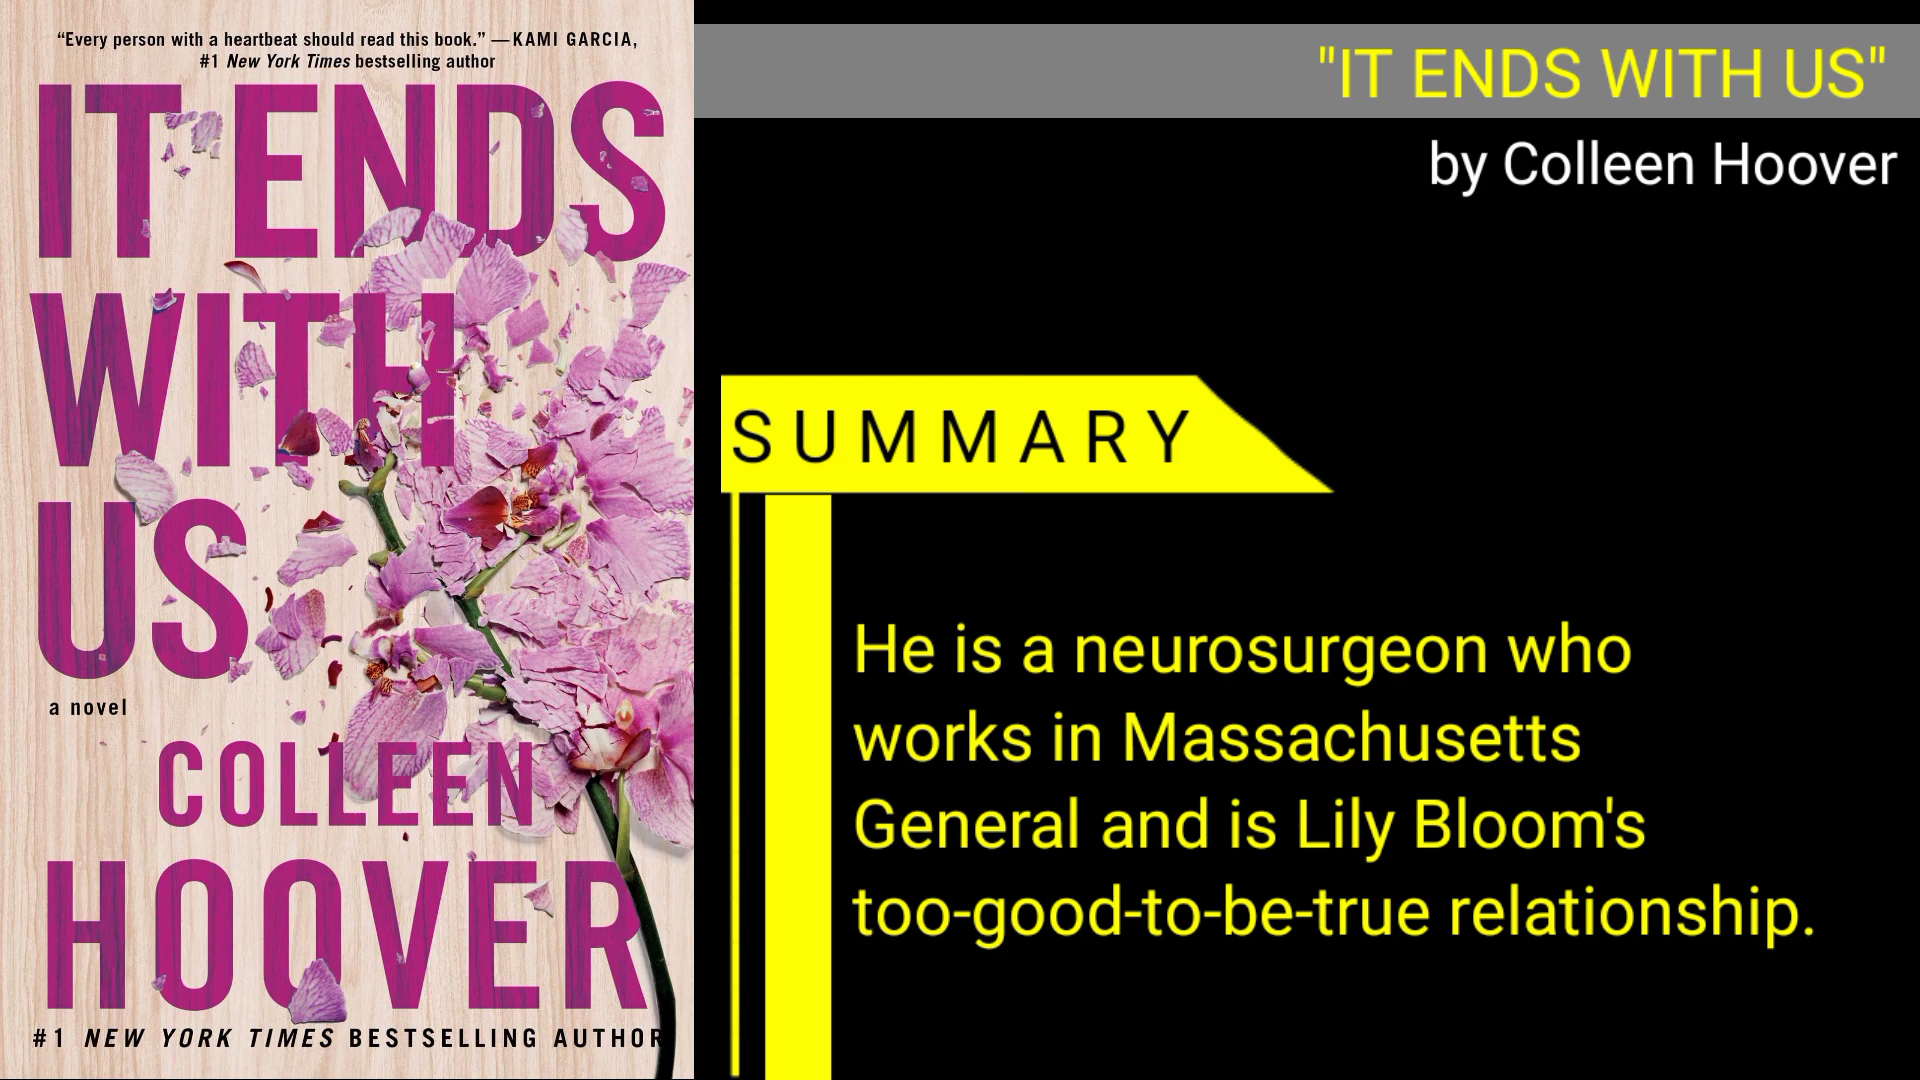 “Every person with a heartbeat should read this book.” —KAMI GARCIA,
#1 New York Times bestselling author
IT ENDS
WITH
US
a novel
COLLEEN
HOOVER
#1 NEW YORK TIMES BESTSELLING AUTHOR
"IT ENDS WITH US"
by Colleen Hoover
SUMMARY
He is a neurosurgeon who
works in Massachusetts
General and is Lily Bloom's
too-good-to-be-true relationship.